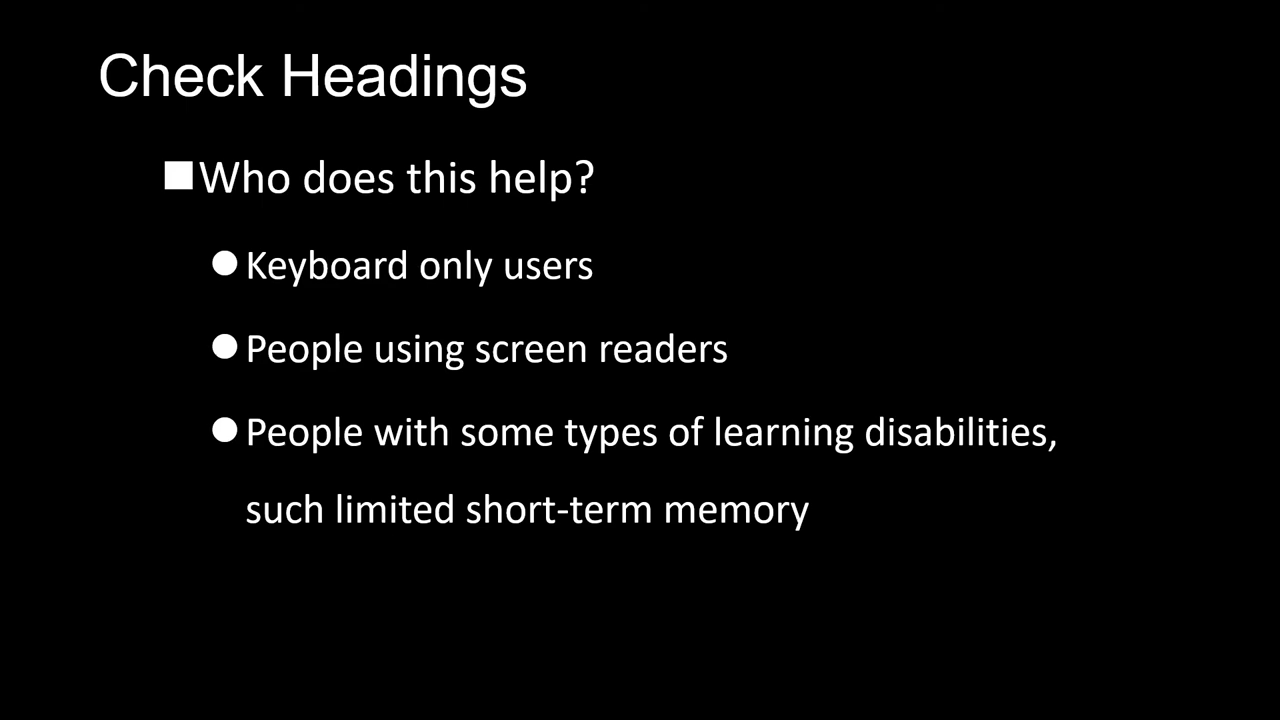 Check Headings
Who does this help?
Keyboard only users
People using screen readers
People with some types of learning disabilities,
such limited short-term memory